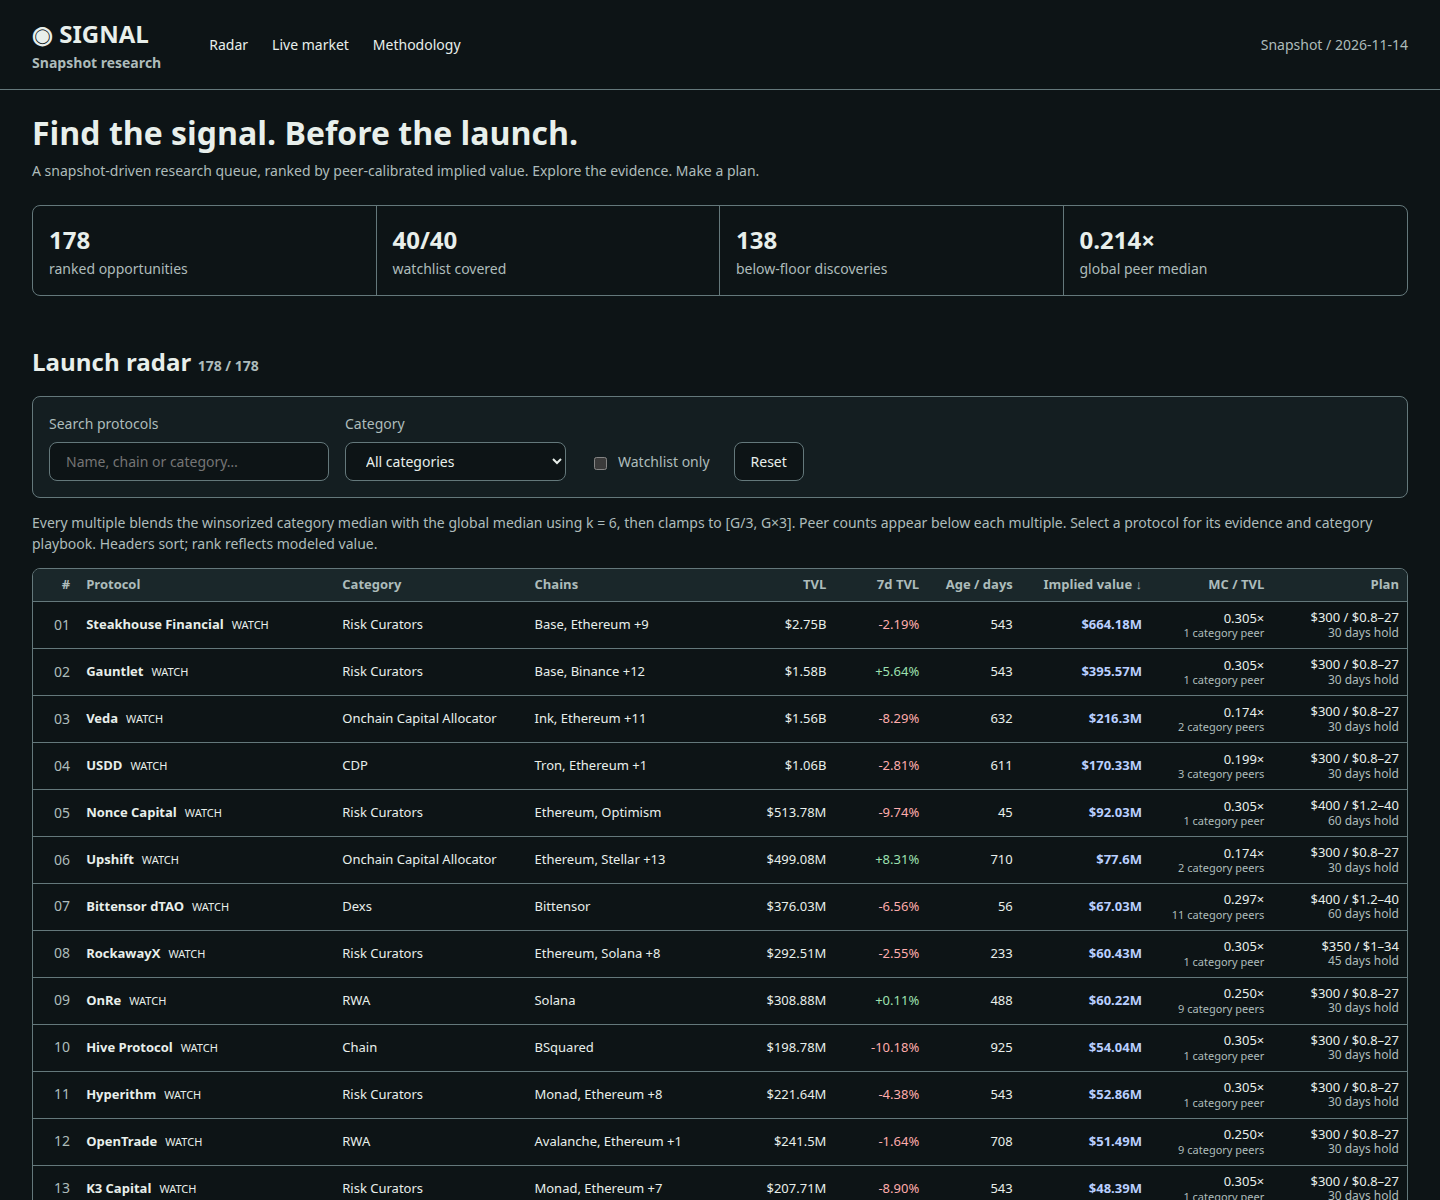 ◉ SIGNAL
Snapshot research
Radar Live market Methodology
Snapshot / 2026-11-14
Find the signal. Before the launch.
A snapshot-driven research queue, ranked by peer-calibrated implied value. Explore the evidence. Make a plan.
178
ranked opportunities
40/40
watchlist covered
138
below-floor discoveries
0.214×
global peer median
Launch radar 178 / 178
Search protocols
Name, chain or category...
Category
All categories
Watchlist only
Reset
Every multiple blends the winsorized category median with the global median using k = 6, then clamps to [G/3, G×3]. Peer counts appear below each multiple. Select a protocol for its evidence and category
playbook. Headers sort; rank reflects modeled value.
# Protocol Category Chains TVL 7d TVL Age / days Implied value ↓ MC / TVL Plan
01 Steakhouse Financial WATCH Risk Curators Base, Ethereum +9 $2.75B -2.19% 543 $664.18M 0.305× $300 / $0.8–27
1 category peer 30 days hold
02 Gauntlet WATCH Risk Curators Base, Binance +12 $1.58B +5.64% 543 $395.57M 0.305× $300 / $0.8–27
1 category peer 30 days hold
03 Veda WATCH Onchain Capital Allocator Ink, Ethereum +11 $1.56B -8.29% 632 $216.3M 0.174× $300 / $0.8–27
2 category peers 30 days hold
04 USDD WATCH CDP Tron, Ethereum +1 $1.06B -2.81% 611 $170.33M 0.199× $300 / $0.8–27
3 category peers 30 days hold
05 Nonce Capital WATCH Risk Curators Ethereum, Optimism $513.78M -9.74% 45 $92.03M 0.305× $400 / $1.2–40
1 category peer 60 days hold
06 Upshift WATCH Onchain Capital Allocator Ethereum, Stellar +13 $499.08M +8.31% 710 $77.6M 0.174× $300 / $0.8–27
2 category peers 30 days hold
07 Bittensor dTAO WATCH Dexs Bittensor $376.03M -6.56% 56 $67.03M 0.297× $400 / $1.2–40
11 category peers 60 days hold
08 RockawayX WATCH Risk Curators Ethereum, Solana +8 $292.51M -2.55% 233 $60.43M 0.305× $350 / $1–34
1 category peer 45 days hold
09 OnRe WATCH RWA Solana $308.88M +0.11% 488 $60.22M 0.250× $300 / $0.8–27
9 category peers 30 days hold
10 Hive Protocol WATCH Chain BSquared $198.78M -10.18% 925 $54.04M 0.305× $300 / $0.8–27
1 category peer 30 days hold
11 Hyperithm WATCH Risk Curators Monad, Ethereum +8 $221.64M -4.38% 543 $52.86M 0.305× $300 / $0.8–27
1 category peer 30 days hold
12 OpenTrade WATCH RWA Avalanche, Ethereum +1 $241.5M -1.64% 708 $51.49M 0.250× $300 / $0.8–27
9 category peers 30 days hold
13 K3 Capital WATCH Risk Curators Monad, Ethereum +7 $207.71M -8.90% 543 $48.39M 0.305× $300 / $0.8–27
1 category peer 30 days hold